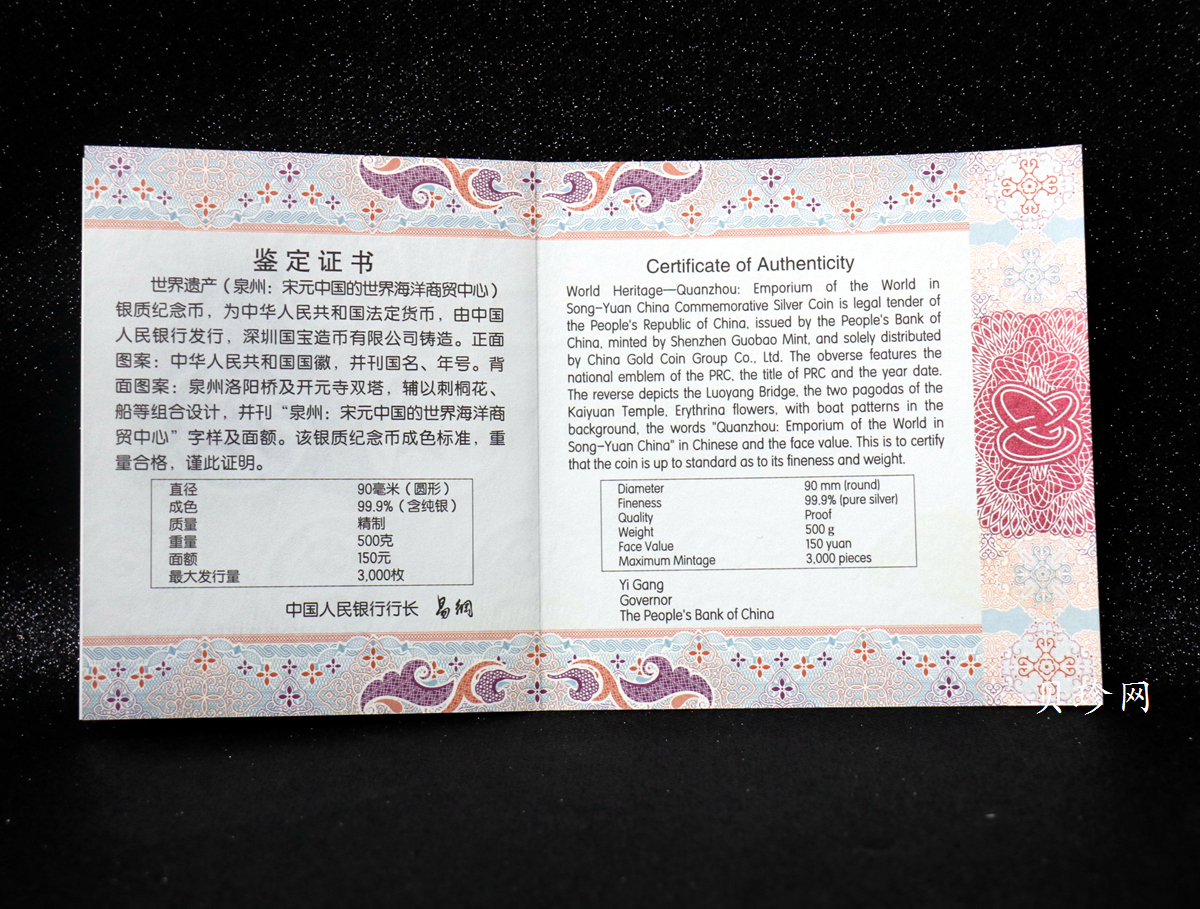 鉴定证书
世界遗产（泉州：宋元中国的世界海洋商贸中心）
银质纪念币，为中华人民共和国法定货币，由中国
人民银行发行，深圳国宝造币有限公司铸造。正面
图案：中华人民共和国国徽，并刊国名、年号。背
面图案：泉州洛阳桥及开元寺双塔，辅以刺桐花、
船等组合设计，并刊“泉州：宋元中国的世界海洋商
贸中心”字样及面额。该银质纪念币成色标准，重
量合格，谨此证明。
直径 90毫米（圆形）
成色 99.9%（含纯银）
质量 精制
重量 500克
面额 150元
最大发行量 3,000枚
中国人民银行行长 易纲
Certificate of Authenticity
World Heritage—Quanzhou: Emporium of the World in
Song-Yuan China Commemorative Silver Coin is legal tender of
the People's Republic of China, issued by the People's Bank of
China, minted by Shenzhen Guobao Mint, and solely distributed
by China Gold Coin Group Co., Ltd. The obverse features the
national emblem of the PRC, the title of PRC and the year date.
The reverse depicts the Luoyang Bridge, the two pagodas of the
Kaiyuan Temple, Erythrina flowers, with boat patterns in the
background, the words "Quanzhou: Emporium of the World in
Song-Yuan China" in Chinese and the face value. This is to certify
that the coin is up to standard as to its fineness and weight.
Diameter 90 mm (round)
Fineness 99.9% (pure silver)
Quality Proof
Weight 500 g
Face Value 150 yuan
Maximum Mintage 3,000 pieces
Yi Gang
Governor
The People's Bank of China
贝珍网